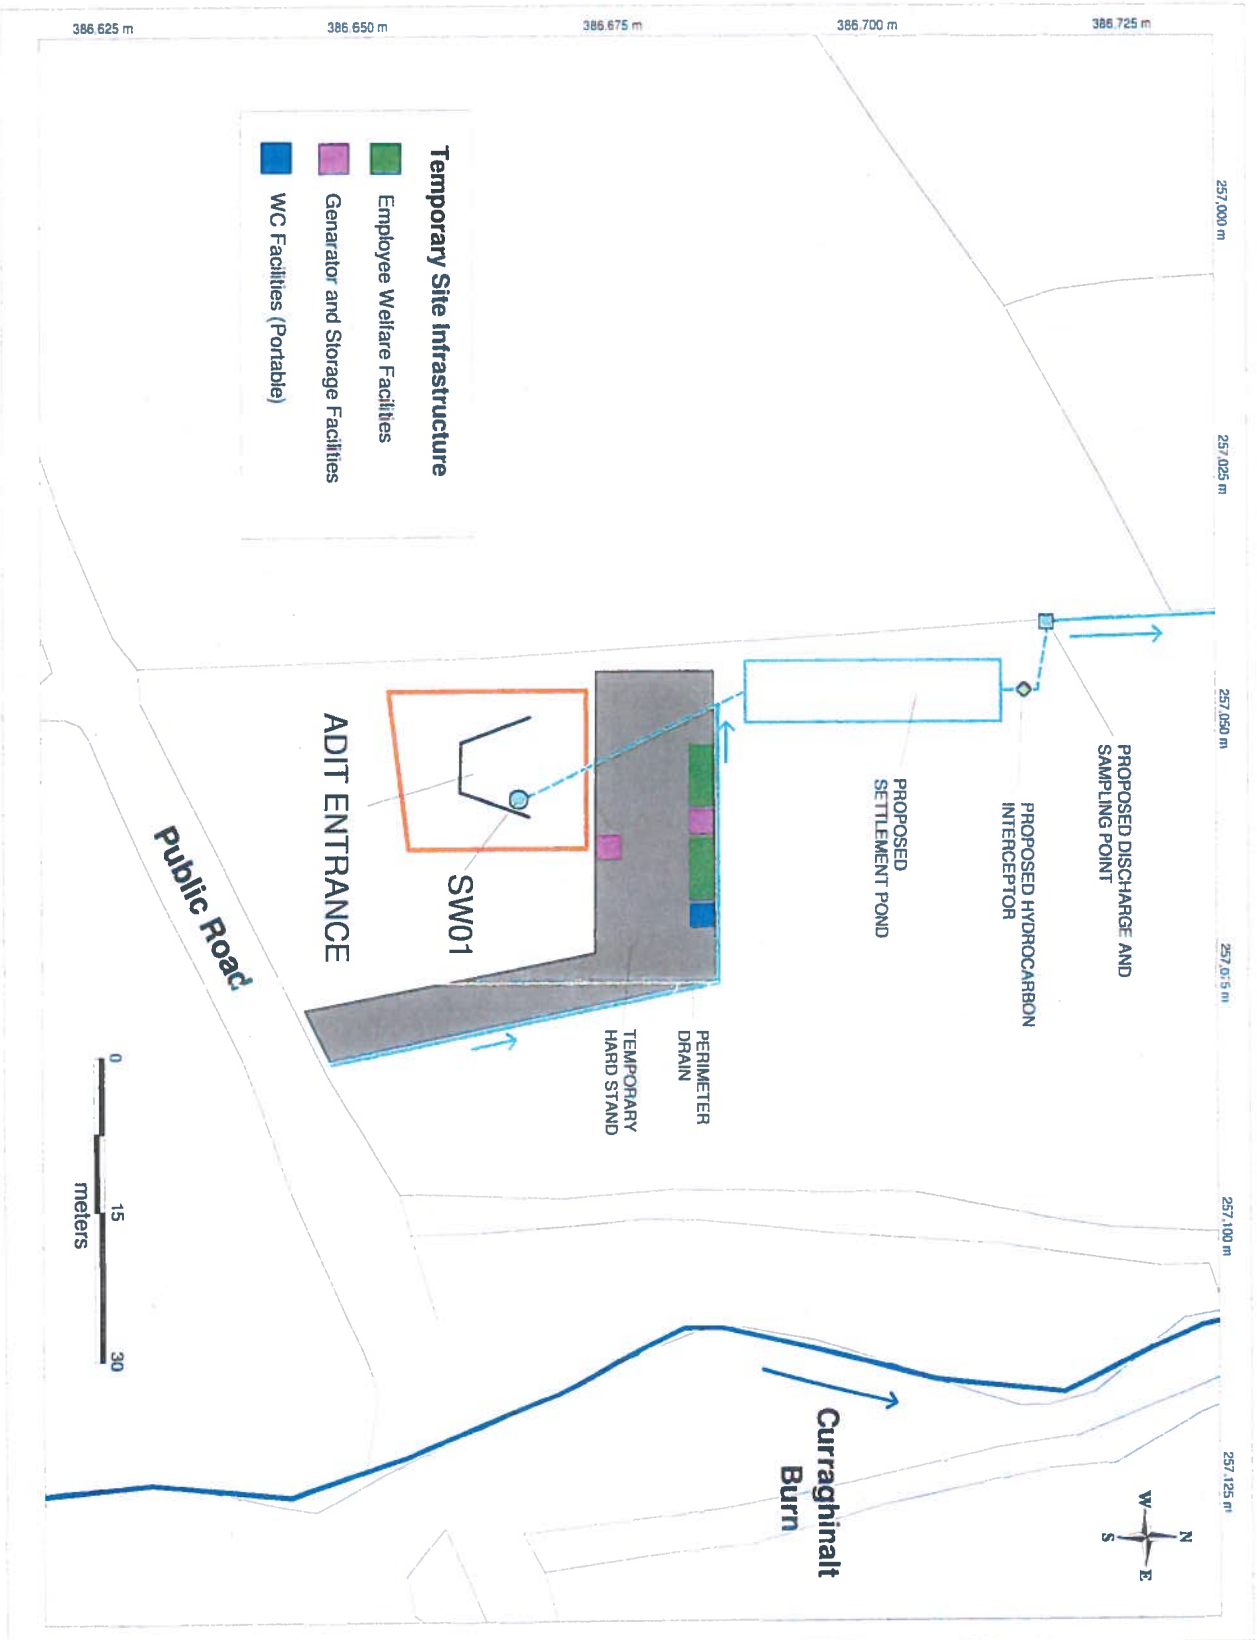 257,000 m
257,025 m
257,050 m
257,075 m
257,100 m
257,125 m
386,725 m
386,700 m
386,675 m
386,650 m
386,625 m
N
W
E
S
PROPOSED DISCHARGE AND
SAMPLING POINT
PROPOSED HYDROCARBON
INTERCEPTOR
PROPOSED
SETTLEMENT POND
Curraghinalt
Burn
PERIMETER
DRAIN
TEMPORARY
HARD STAND
SW01
ADIT ENTRANCE
Public Road
Temporary Site Infrastructure
Employee Welfare Facilities
Genarator and Storage Facilities
WC Facilities (Portable)
0
15
30
meters